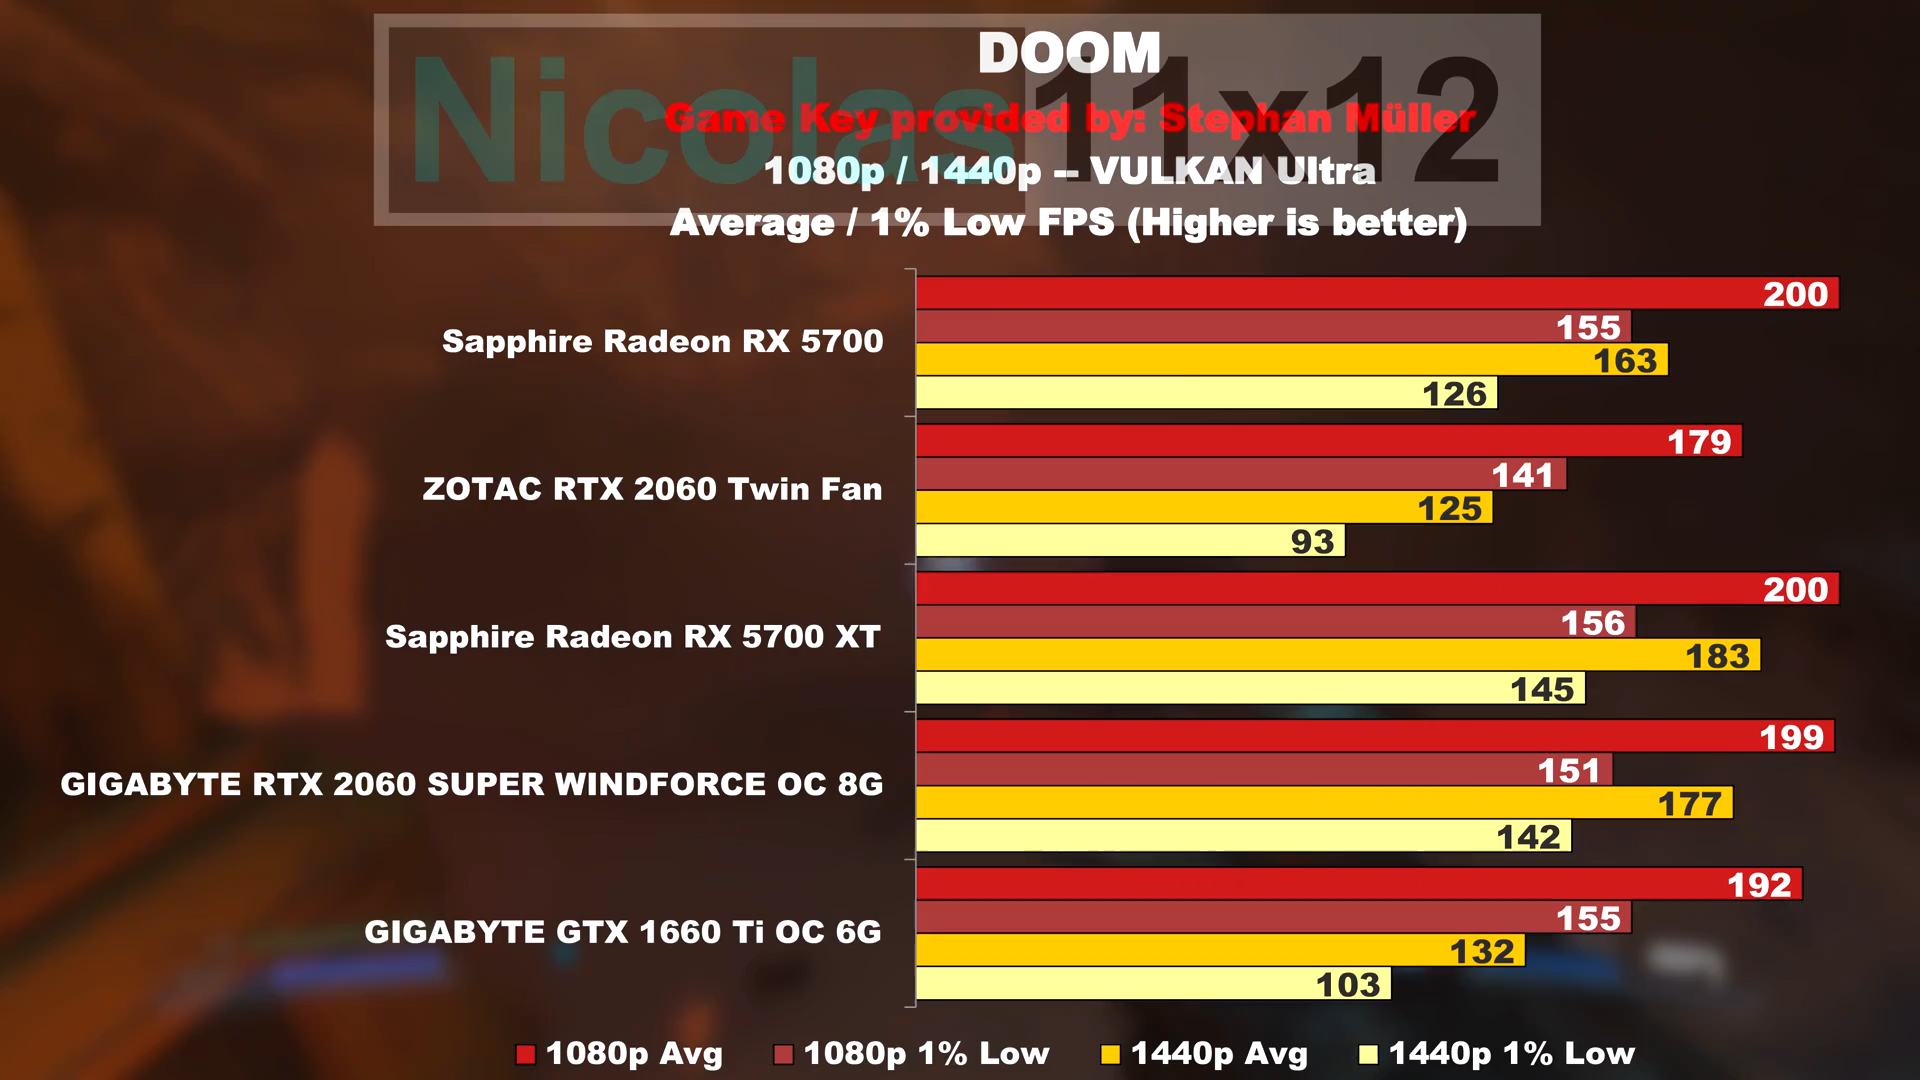 Nicolas11x12
DOOM
Game Key provided by: Stephan Müller
1080p / 1440p -- VULKAN Ultra
Average / 1% Low FPS (Higher is better)
Sapphire Radeon RX 5700
200
155
163
126
ZOTAC RTX 2060 Twin Fan
179
141
125
93
Sapphire Radeon RX 5700 XT
200
156
183
145
GIGABYTE RTX 2060 SUPER WINDFORCE OC 8G
199
151
177
142
GIGABYTE GTX 1660 Ti OC 6G
192
155
132
103
1080p Avg 1080p 1% Low 1440p Avg 1440p 1% Low